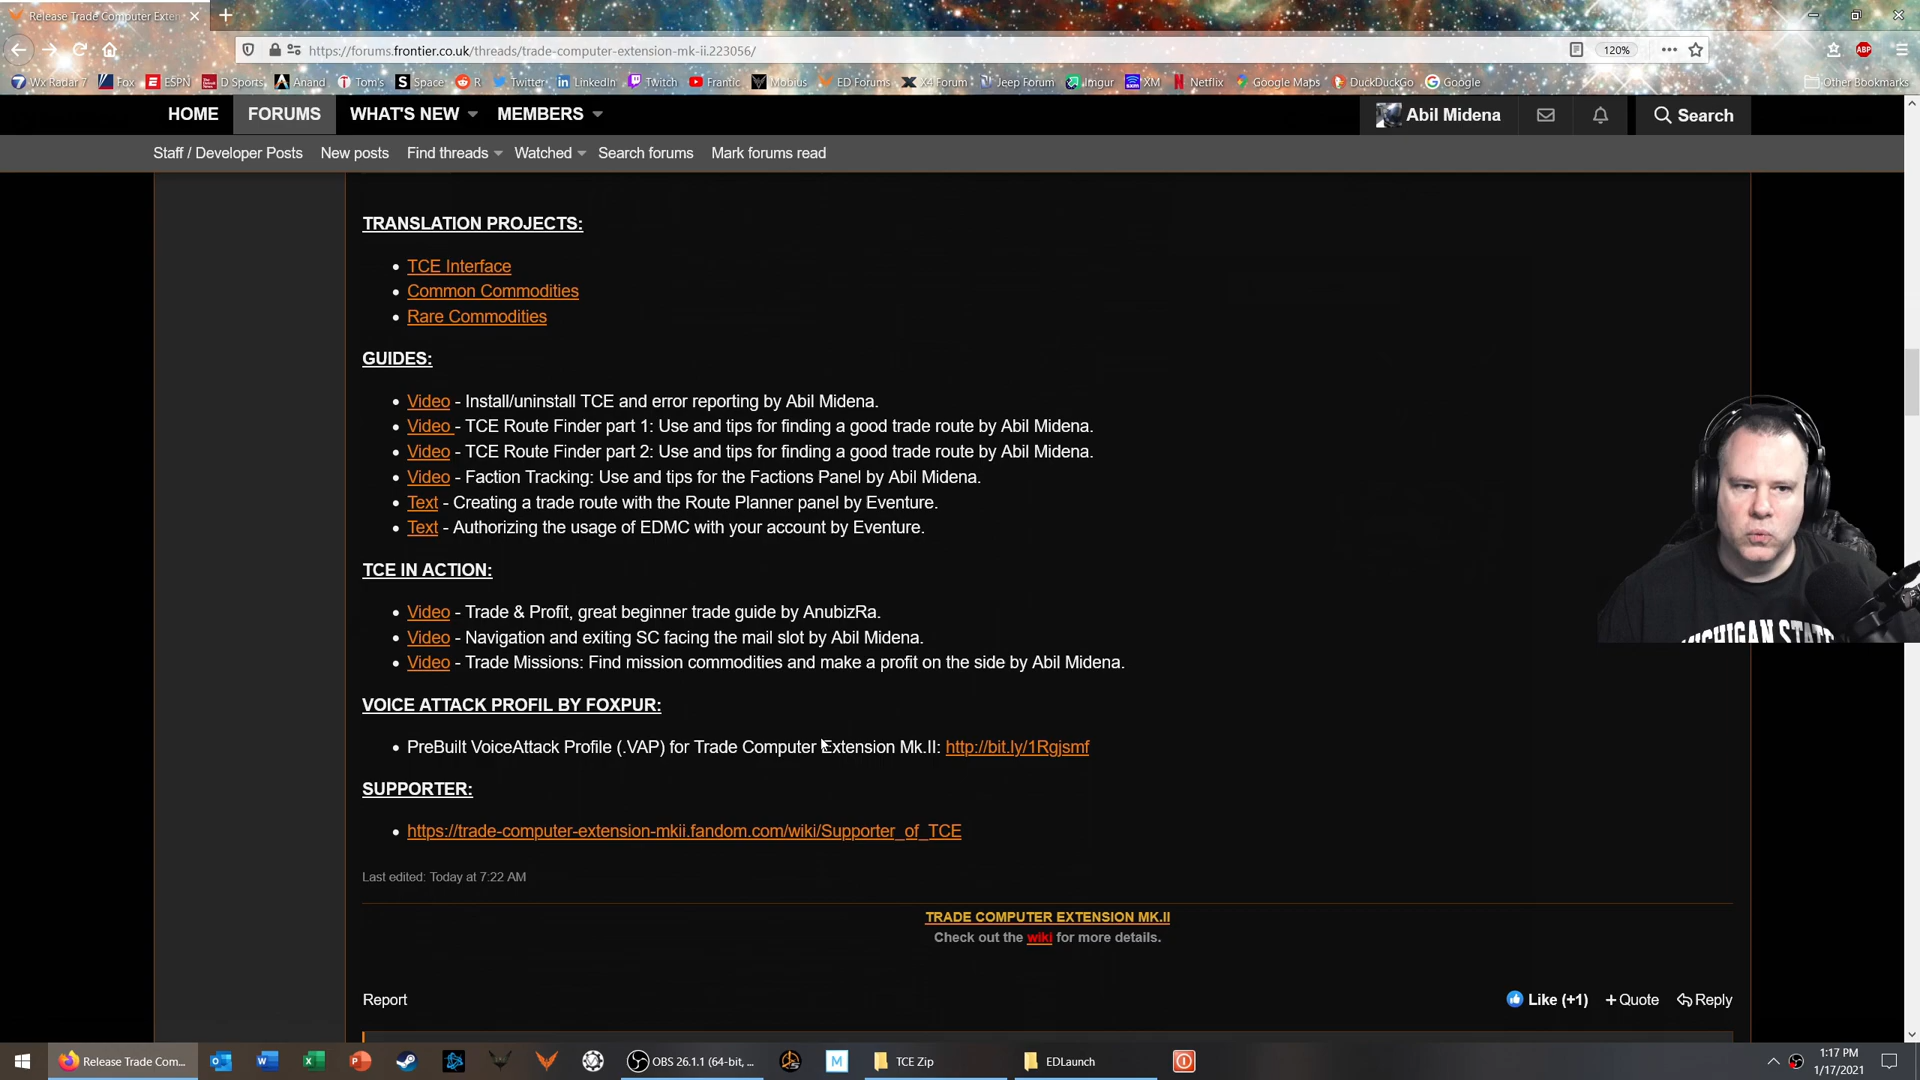 Release Trade Computer Exten
https://forums.frontier.co.uk/threads/trade-computer-extension-mk-ii.223056/
120%
ABP
Wx Radar 7 Fox ESPN D Sports Anand Tom's Space R Twitter LinkedIn Twitch Frantic Mobius ED Forums X4 Forum Jeep Forum Imgur XM Netflix Google Maps DuckDuckGo Google Other Bookmarks
HOME FORUMS WHAT'S NEW MEMBERS Abil Midena Search
Staff / Developer Posts New posts Find threads Watched Search forums Mark forums read
TRANSLATION PROJECTS:
TCE Interface
Common Commodities
Rare Commodities
GUIDES:
Video - Install/uninstall TCE and error reporting by Abil Midena.
Video - TCE Route Finder part 1: Use and tips for finding a good trade route by Abil Midena.
Video - TCE Route Finder part 2: Use and tips for finding a good trade route by Abil Midena.
Video - Faction Tracking: Use and tips for the Factions Panel by Abil Midena.
Text - Creating a trade route with the Route Planner panel by Eventure.
Text - Authorizing the usage of EDMC with your account by Eventure.
TCE IN ACTION:
Video - Trade & Profit, great beginner trade guide by AnubizRa.
Video - Navigation and exiting SC facing the mail slot by Abil Midena.
Video - Trade Missions: Find mission commodities and make a profit on the side by Abil Midena.
MICHIGAN STA
VOICE ATTACK PROFIL BY FOXPUR:
PreBuilt VoiceAttack Profile (.VAP) for Trade Computer Extension Mk.II: http://bit.ly/1Rgjsmf
SUPPORTER:
https://trade-computer-extension-mkii.fandom.com/wiki/Supporter_of_TCE
Last edited: Today at 7:22 AM
TRADE COMPUTER EXTENSION MK.II
Check out the wiki for more details.
Report Like (+1) +Quote Reply
Release Trade Com... OBS 26.1.1 (64-bit, ... M TCE Zip EDLaunch 1:17 PM
1/17/2021